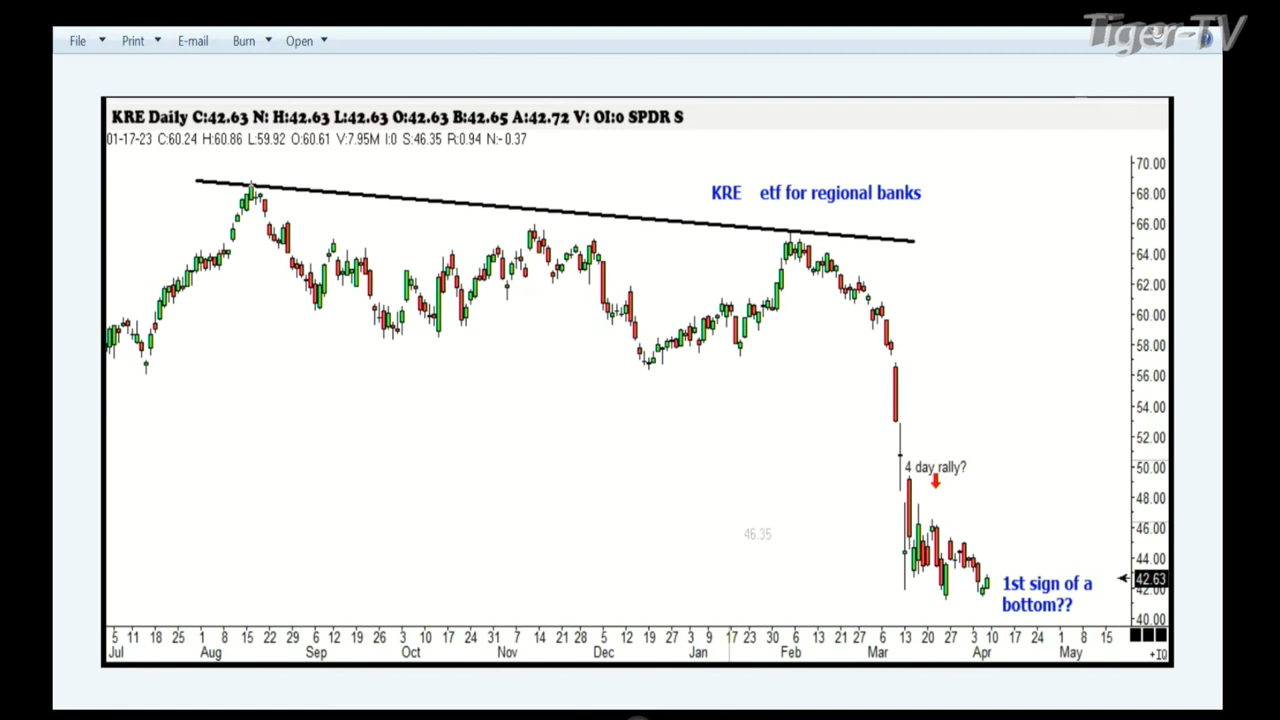 Tiger-TV
File Print E-mail Burn Open
KRE Daily C:42.63 N: H:42.63 L:42.63 O:42.63 B:42.65 A:42.72 V: OI:0 SPDR S
01-17-23 C:60.24 H:60.86 L:59.92 O:60.61 V:7.95M I:0 S:46.35 R:0.94 N:-0.37
KRE etf for regional banks
70.00
68.00
66.00
64.00
62.00
60.00
58.00
56.00
54.00
52.00
50.00
4 day rally?
48.00
46.00
46.35
44.00
42.63
42.00
1st sign of a
bottom??
40.00
5 11 18 25 1 8 15 22 29 6 12 19 26 3 10 17 24 31 7 14 21 28 5 12 19 27 3 9 17 23 30 6 13 21 27 6 13 20 27 3 10 17 24 1 8 15
Jul Aug Sep Oct Nov Dec Jan Feb Mar Apr May +IQ